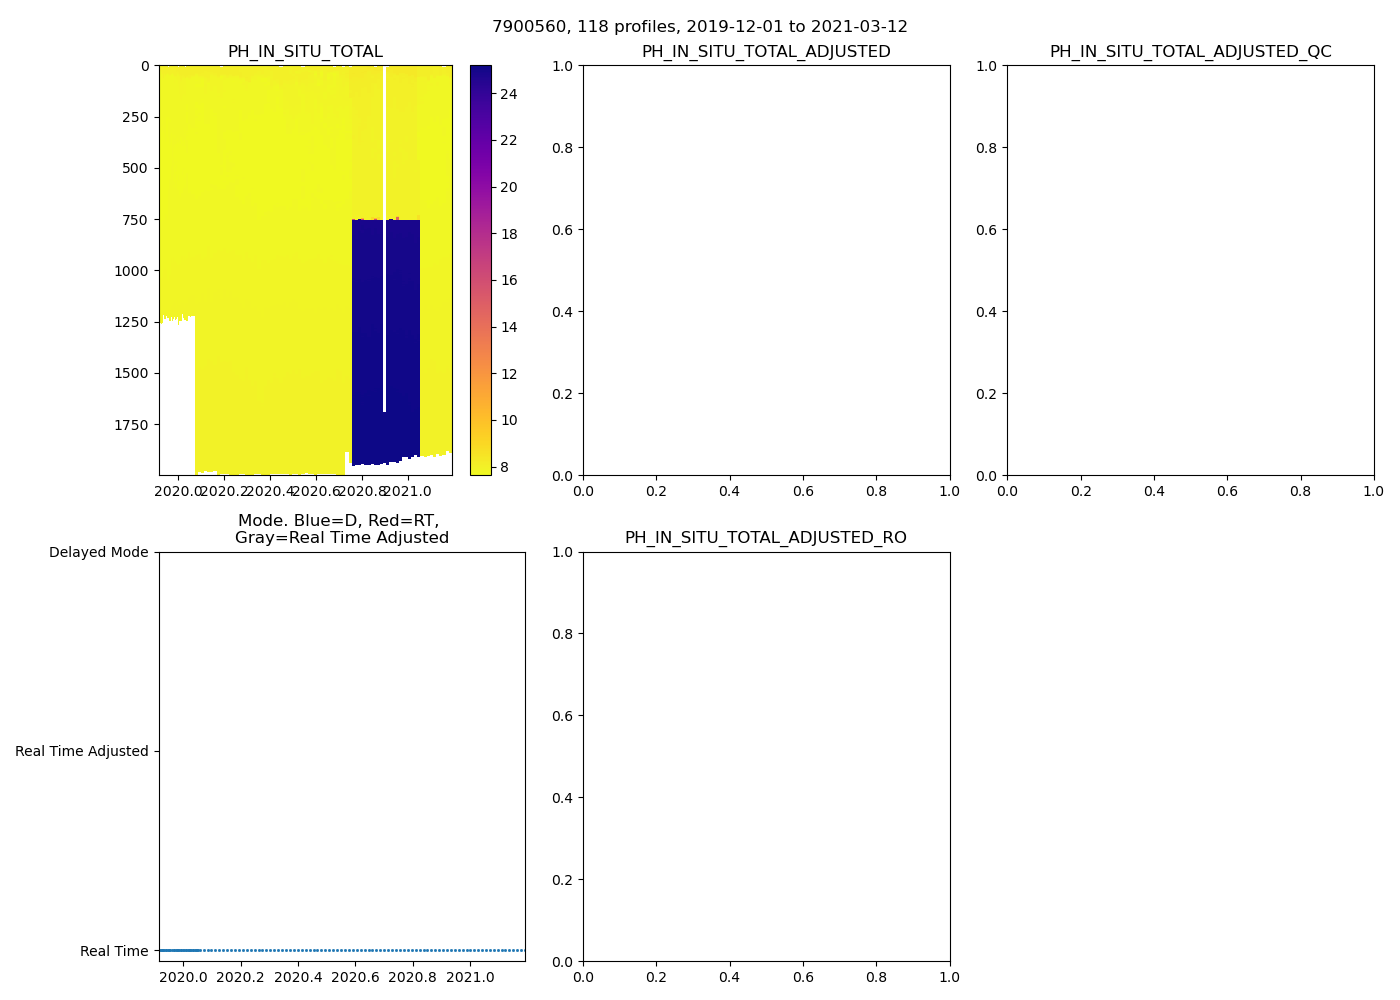 7900560, 118 profiles, 2019-12-01 to 2021-03-12
PH_IN_SITU_TOTAL
0
250
500
750
1000
1250
1500
1750
2020.0 2020.2 2020.4 2020.6 2020.8 2021.0
24
22
20
18
16
14
12
10
8
PH_IN_SITU_TOTAL_ADJUSTED
1.0
0.8
0.6
0.4
0.2
0.0
0.0 0.2 0.4 0.6 0.8 1.0
PH_IN_SITU_TOTAL_ADJUSTED_QC
1.0
0.8
0.6
0.4
0.2
0.0
0.0 0.2 0.4 0.6 0.8 1.0
Mode. Blue=D, Red=RT,
Gray=Real Time Adjusted
Delayed Mode
Real Time Adjusted
Real Time
2020.0 2020.2 2020.4 2020.6 2020.8 2021.0
PH_IN_SITU_TOTAL_ADJUSTED_RO
1.0
0.8
0.6
0.4
0.2
0.0
0.0 0.2 0.4 0.6 0.8 1.0